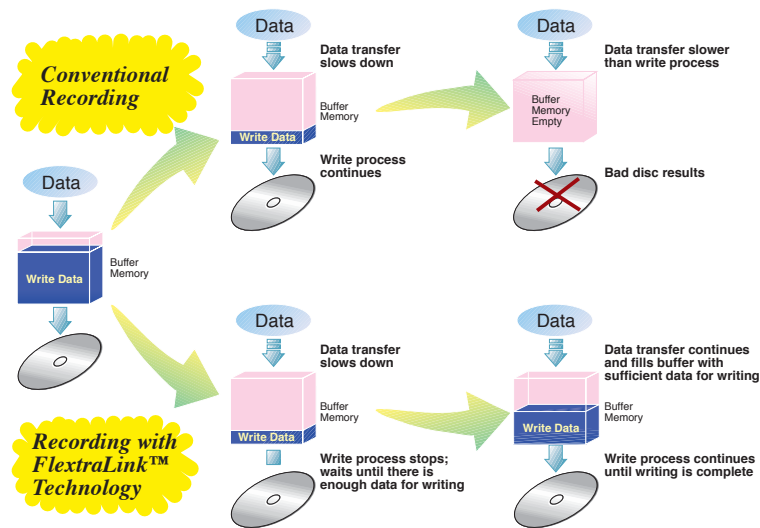 Conventional
Recording
Data
Data transfer
slows down
Buffer
Memory
Write Data
Write process
continues
Data
Data transfer slower
than write process
Buffer
Memory
Empty
Bad disc results
Data
Write Data
Buffer
Memory
Recording with
FlextraLink™
Technology
Data
Data transfer
slows down
Buffer
Memory
Write Data
Write process stops;
waits until there is
enough data for writing
Data
Data transfer continues
and fills buffer with
sufficient data for writing
Buffer
Memory
Write Data
Write process continues
until writing is complete